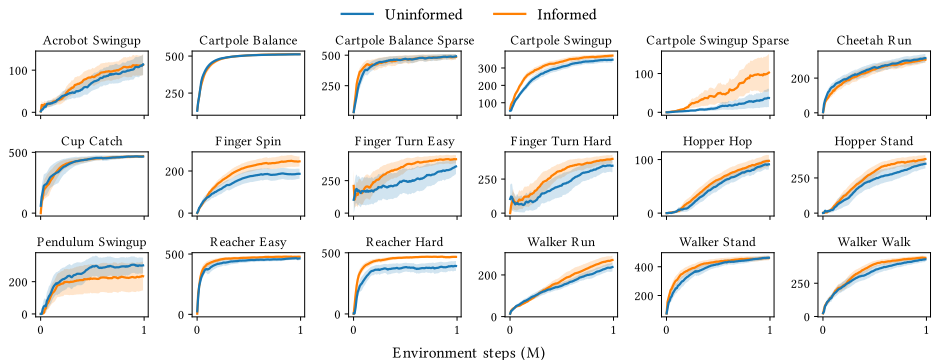 Uninformed Informed
Acrobot Swingup Cartpole Balance Cartpole Balance Sparse Cartpole Swingup Cartpole Swingup Sparse Cheetah Run
100 0 500 250 500 250 300 200 100 100 0 200 0
Cup Catch Finger Spin Finger Turn Easy Finger Turn Hard Hopper Hop Hopper Stand
500 0 200 0 250 0 250 0 100 0 250 0
Pendulum Swingup Reacher Easy Reacher Hard Walker Run Walker Stand Walker Walk
200 0 500 0 500 0 200 0 400 200 250
0 1 0 1 0 1 0 1 0 1 0 1
Environment steps (M)